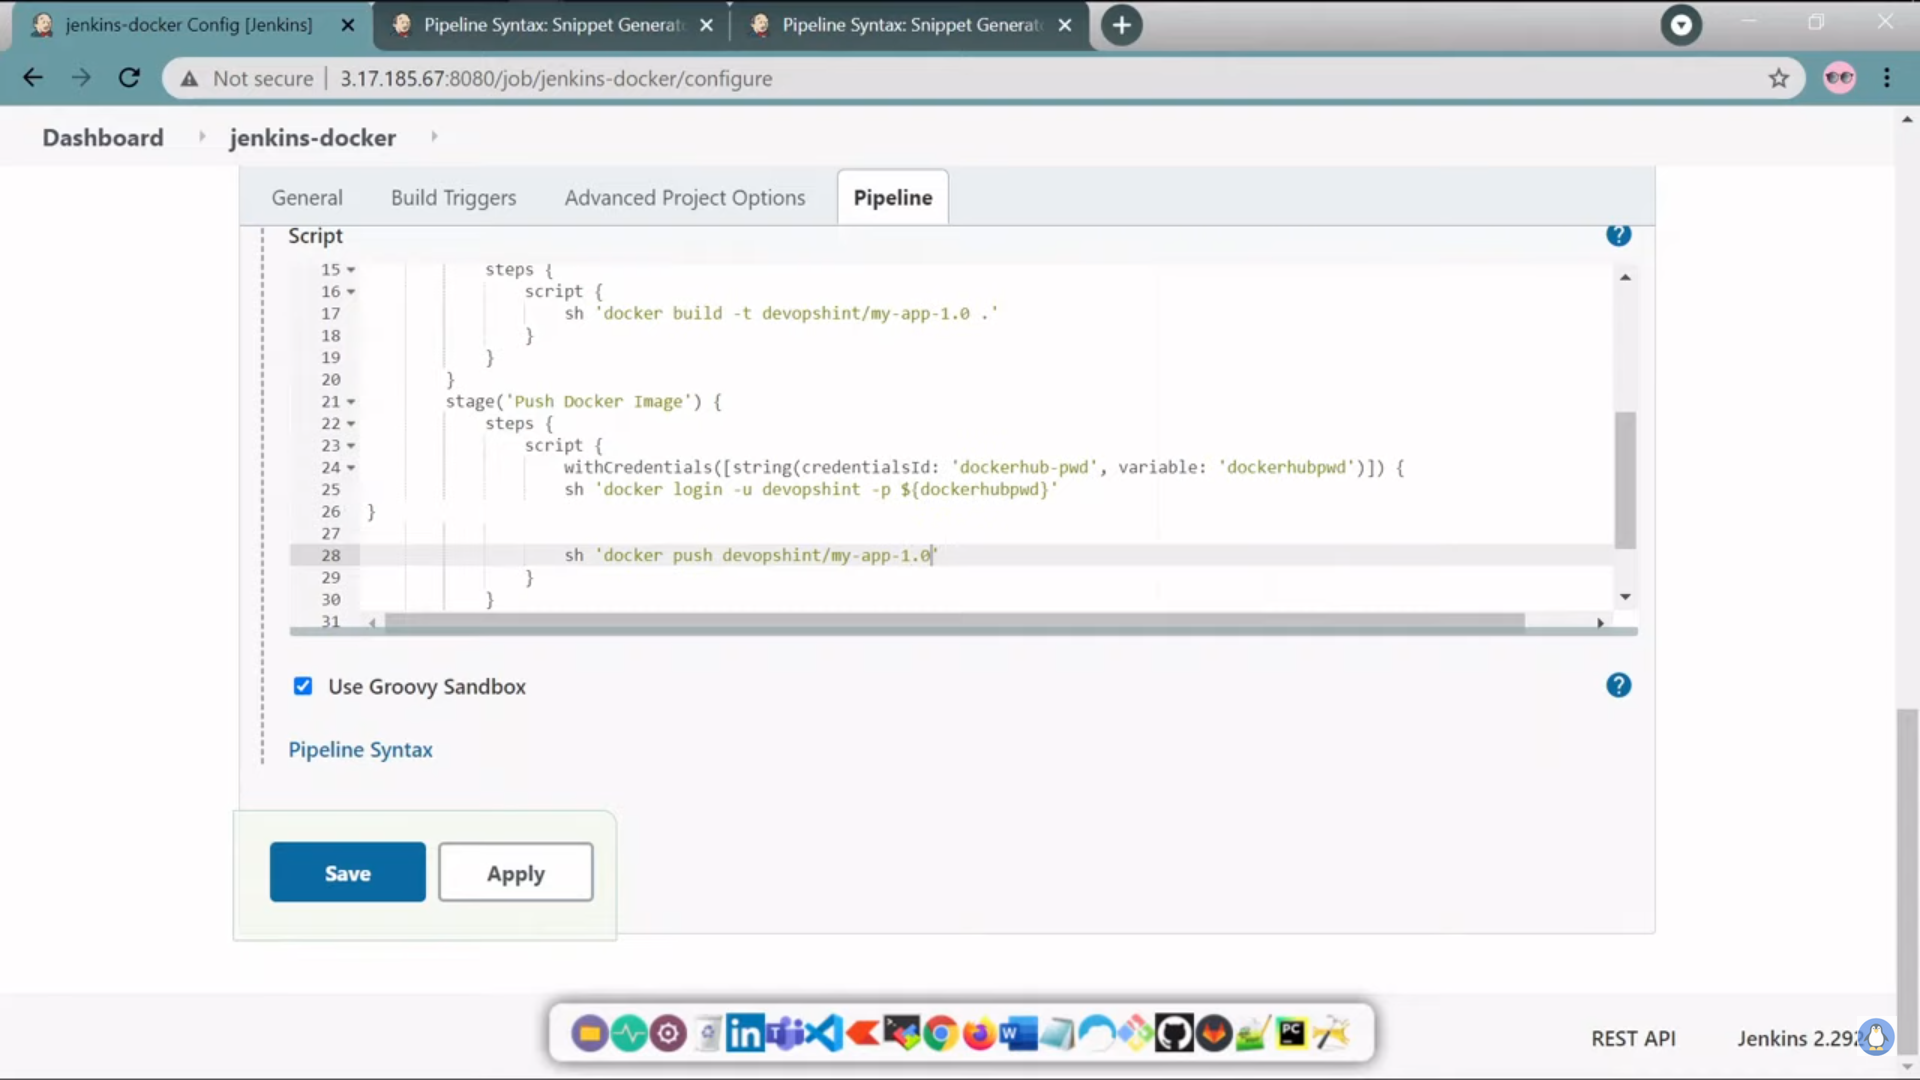 jenkins-docker Config [Jenkins]
Pipeline Syntax: Snippet Generat
Pipeline Syntax: Snippet Generat
Not secure
3.17.185.67:8080/job/jenkins-docker/configure
Dashboard
jenkins-docker
General
Build Triggers
Advanced Project Options
Pipeline
Script
15 steps {
16 script {
17 sh 'docker build -t devopshint/my-app-1.0 .'
18 }
19 }
20 }
21 stage('Push Docker Image') {
22 steps {
23 script {
24 withCredentials([string(credentialsId: 'dockerhub-pwd', variable: 'dockerhubpwd')]) {
25 sh 'docker login -u devopshint -p ${dockerhubpwd}'
26 }
27
28 sh 'docker push devopshint/my-app-1.0'
29 }
30 }
31
Use Groovy Sandbox
Pipeline Syntax
Save
Apply
REST API
Jenkins 2.292